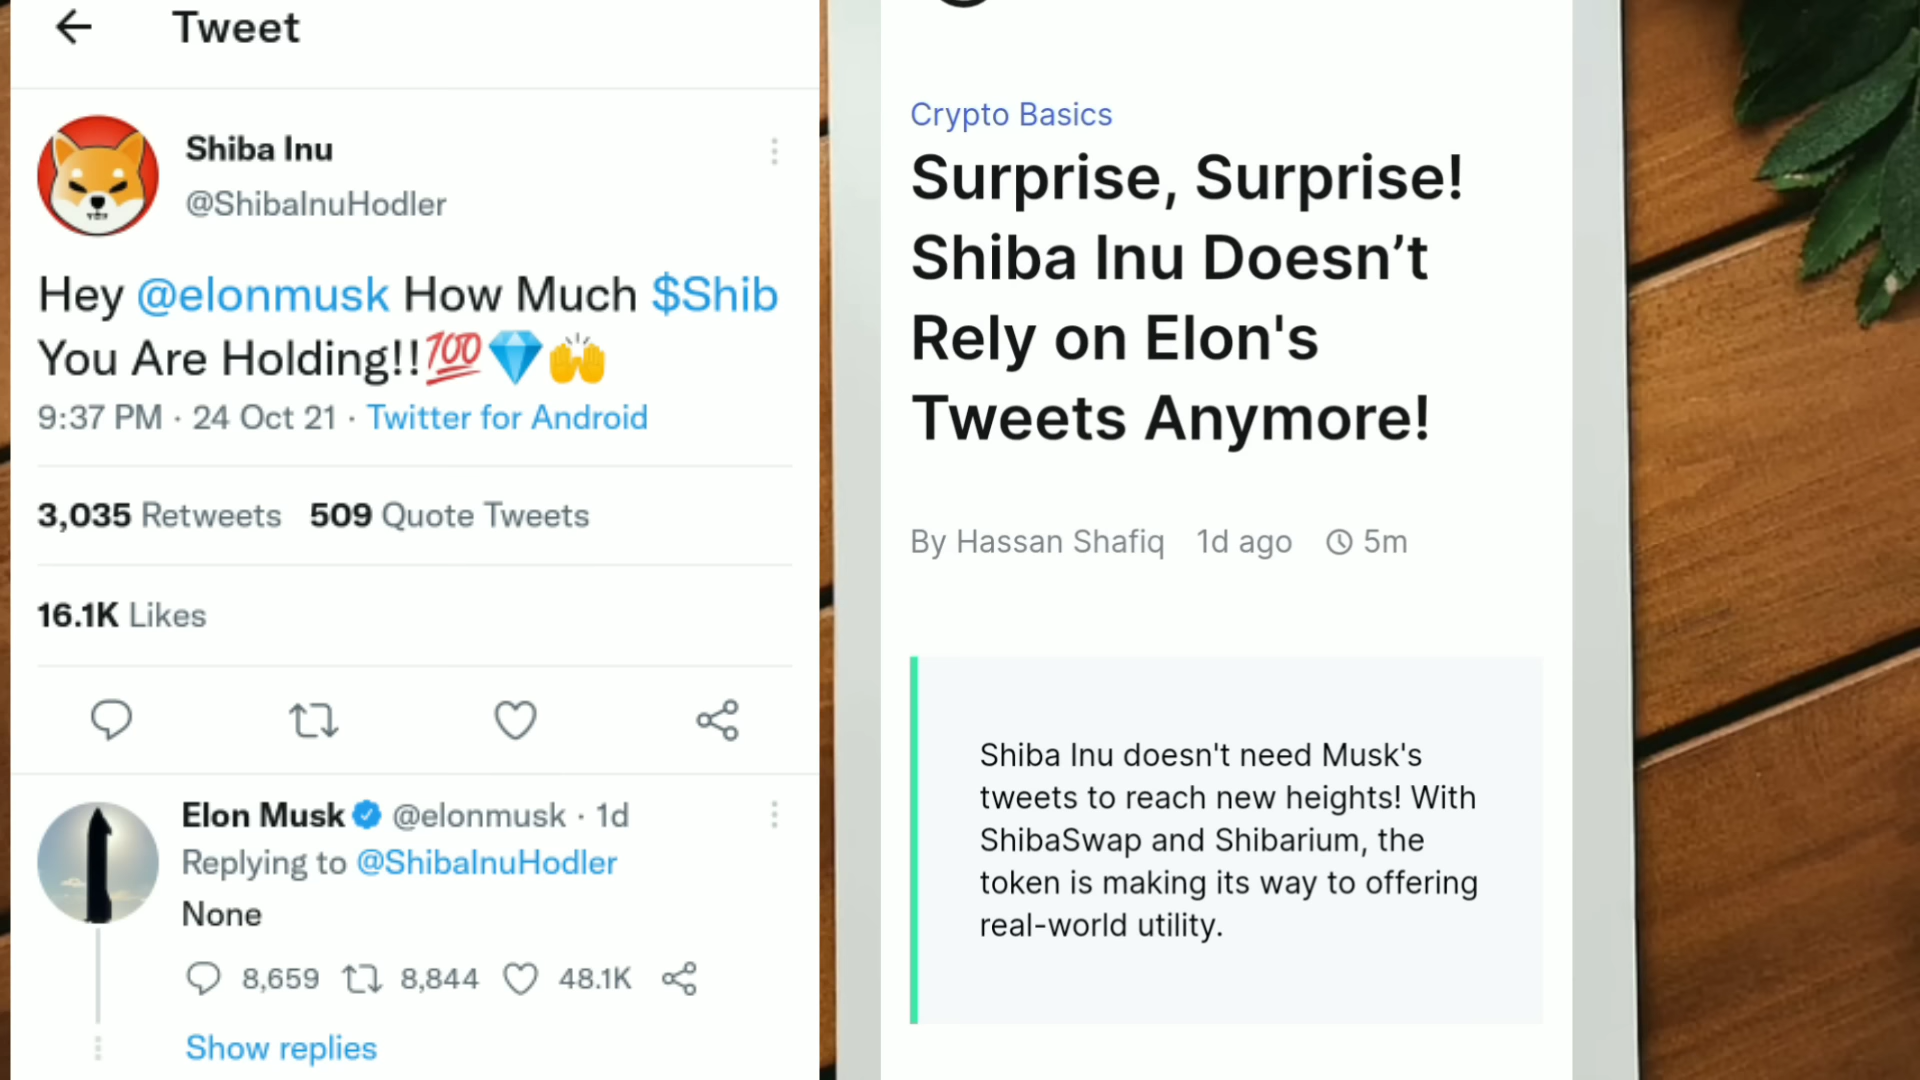 Tweet
Shiba Inu
@ShibaInuHodler
Hey @elonmusk How Much $Shib
You Are Holding!!💯💎🙌
9:37 PM · 24 Oct 21 · Twitter for Android
3,035 Retweets 509 Quote Tweets
16.1K Likes
Elon Musk @elonmusk · 1d
Replying to @ShibaInuHodler
None
8,659 8,844 48.1K
Show replies
Crypto Basics
Surprise, Surprise!
Shiba Inu Doesn’t
Rely on Elon's
Tweets Anymore!
By Hassan Shafiq 1d ago 5m
Shiba Inu doesn't need Musk's
tweets to reach new heights! With
ShibaSwap and Shibarium, the
token is making its way to offering
real-world utility.